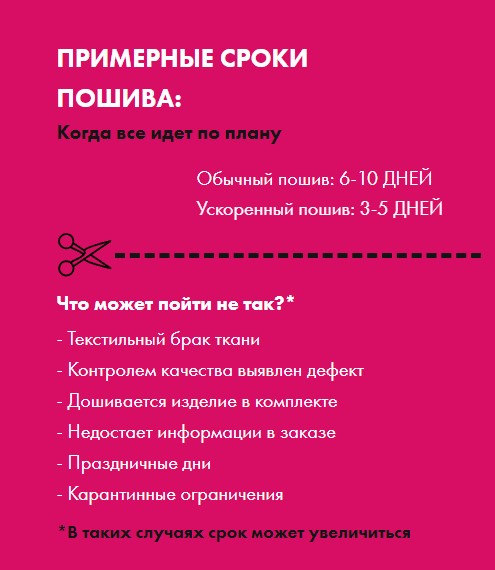 ПРИМЕРНЫЕ СРОКИ
ПОШИВА:
Когда все идет по плану
Обычный пошив: 6-10 ДНЕЙ
Ускоренный пошив: 3-5 ДНЕЙ
Что может пойти не так?*
- Текстильный брак ткани
- Контролем качества выявлен дефект
- Дошивается изделие в комплекте
- Недостает информации в заказе
- Праздничные дни
- Карантинные ограничения
*В таких случаях срок может увеличиться